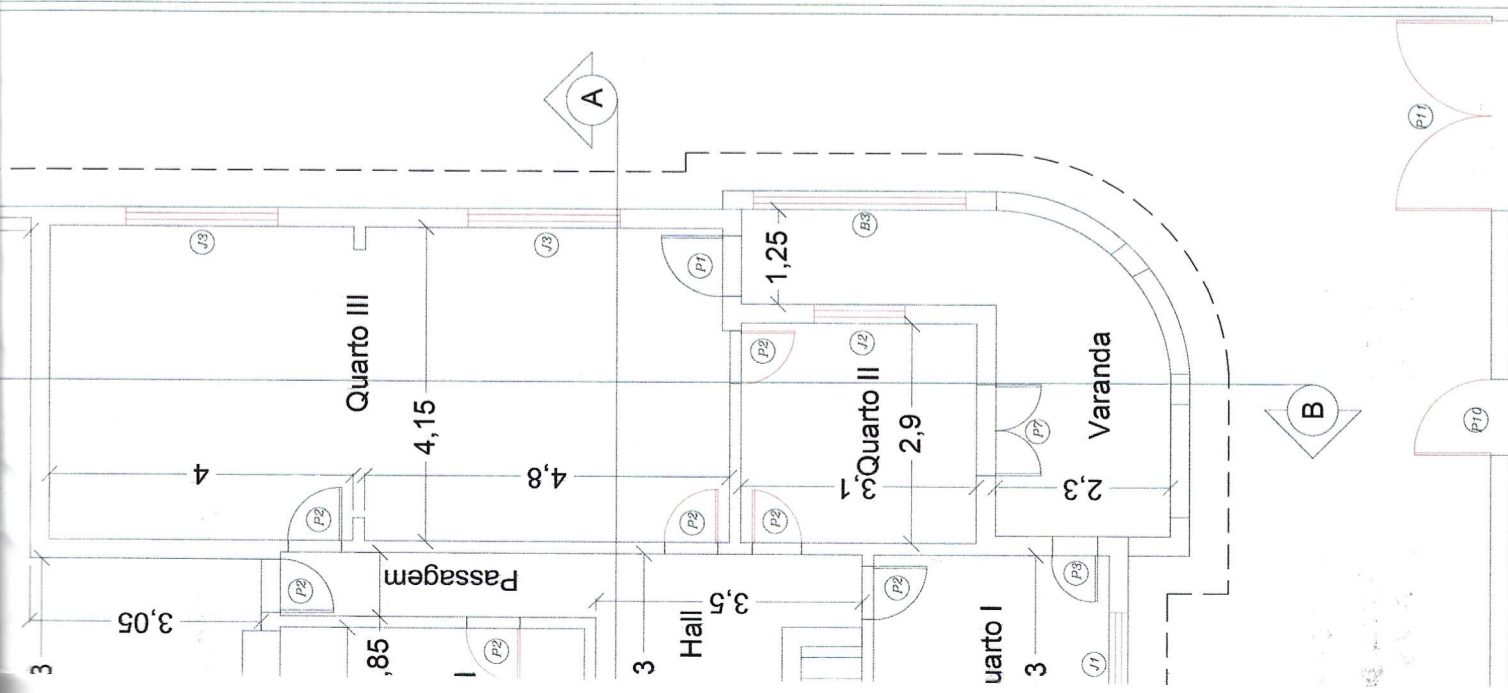 A
P11
J3
J3
B3
P1
1,25
Quarto III
P2
J2
Quarto II
Varanda
4,15
2,9
P7
B
P10
4
4,8
3,1
2,3
P2
P2
P2
P2
Passagem
P2
P3
3,05
3,5
Hall
3
,85
P2
3
uarto I
3
J1